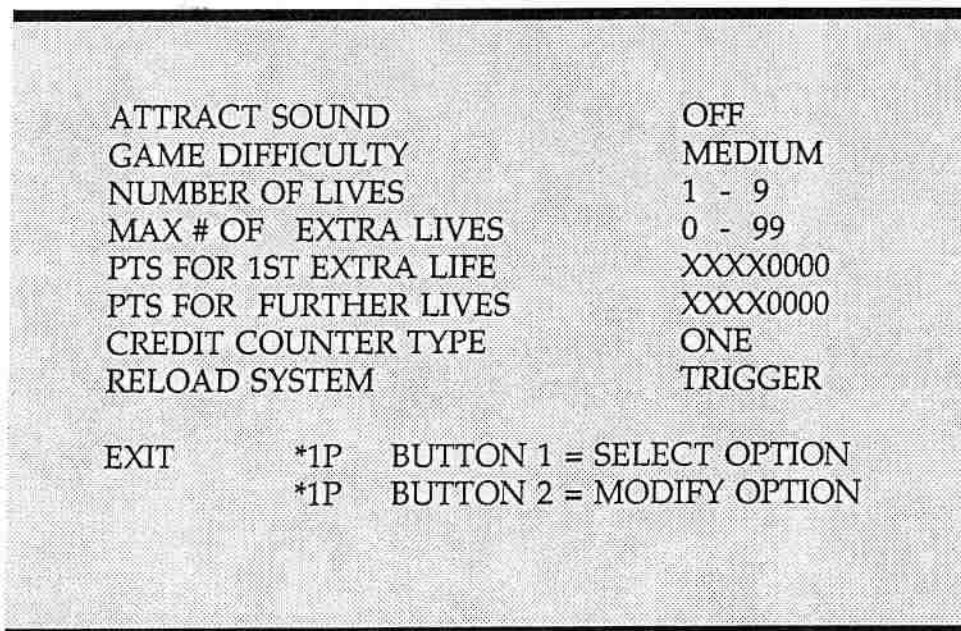 ATTRACT SOUND OFF
GAME DIFFICULTY MEDIUM
NUMBER OF LIVES 1 - 9
MAX # OF EXTRA LIVES 0 - 99
PTS FOR 1ST EXTRA LIFE XXXX0000
PTS FOR FURTHER LIVES XXXX0000
CREDIT COUNTER TYPE ONE
RELOAD SYSTEM TRIGGER
EXIT *1P BUTTON 1 = SELECT OPTION
*1P BUTTON 2 = MODIFY OPTION